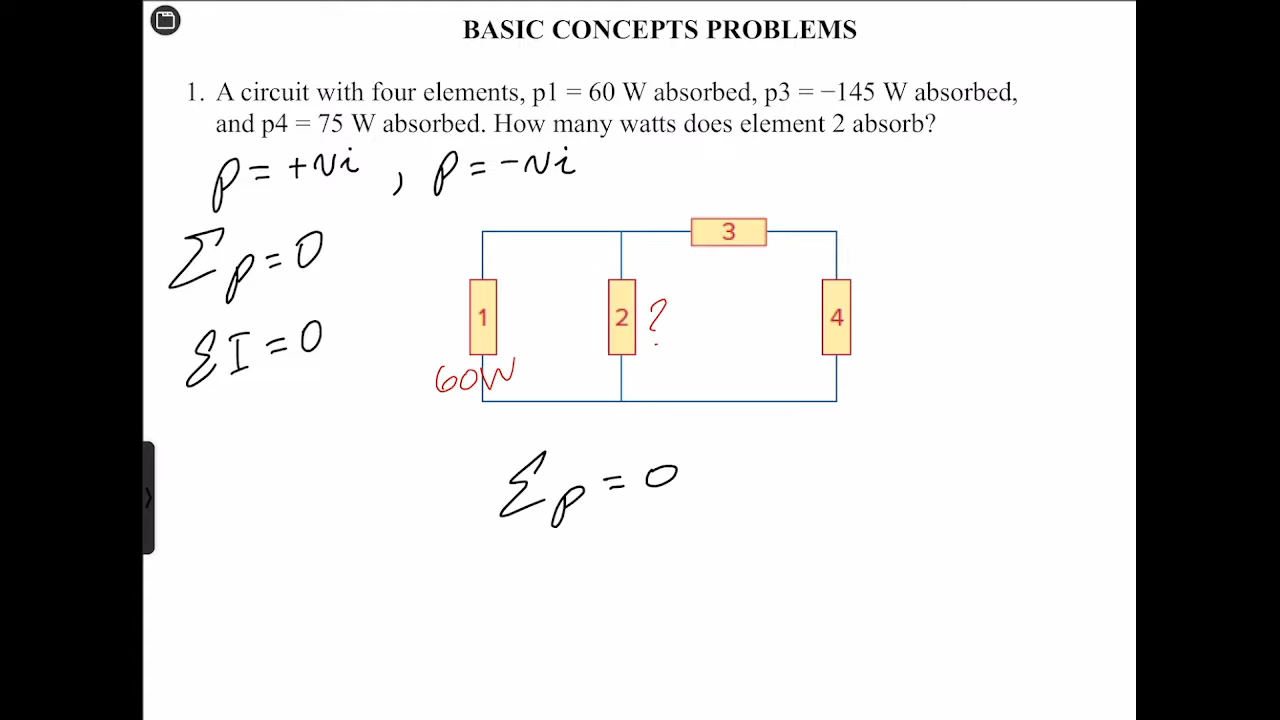 BASIC CONCEPTS PROBLEMS
1. A circuit with four elements, p1 = 60 W absorbed, p3 = −145 W absorbed,
and p4 = 75 W absorbed. How many watts does element 2 absorb?
p = +vi , p = −vi
Σp = 0
ΣI = 0
3
1
2 ?
4
60W
Σp = 0